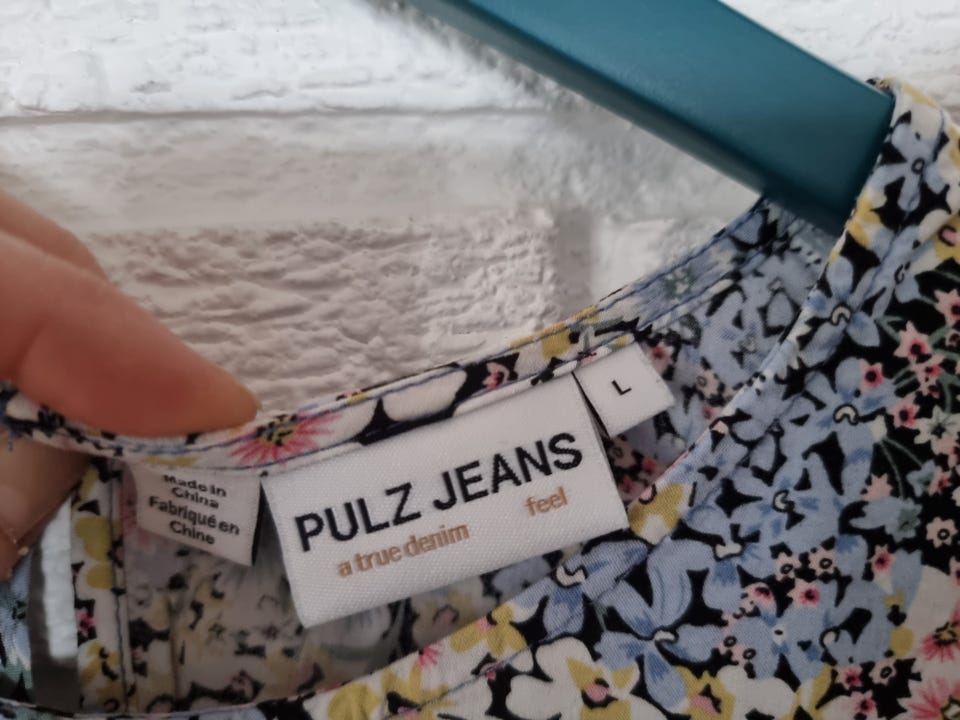 L
PULZ JEANS
a true denim feel
Made in
China
Fabriqué en
Chine